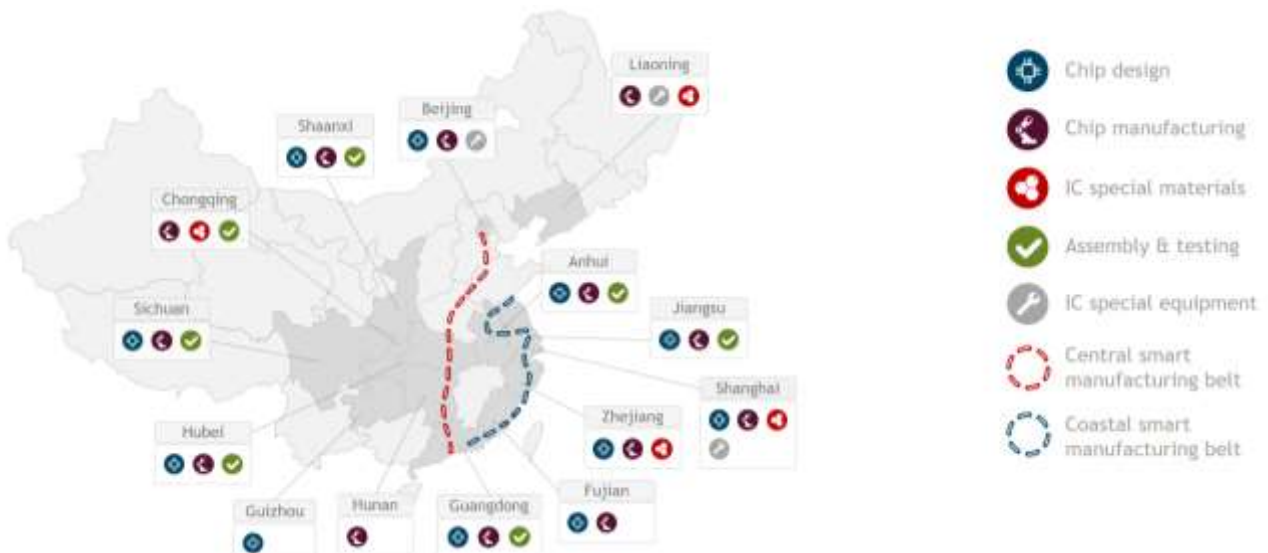 Liaoning
Beijing
Shaanxi
Chongqing
Anhui
Sichuan
Jiangsu
Shanghai
Zhejiang
Hubei
Fujian
Guizhou
Hunan
Guangdong
Chip design
Chip manufacturing
IC special materials
Assembly & testing
IC special equipment
Central smart
manufacturing belt
Coastal smart
manufacturing belt